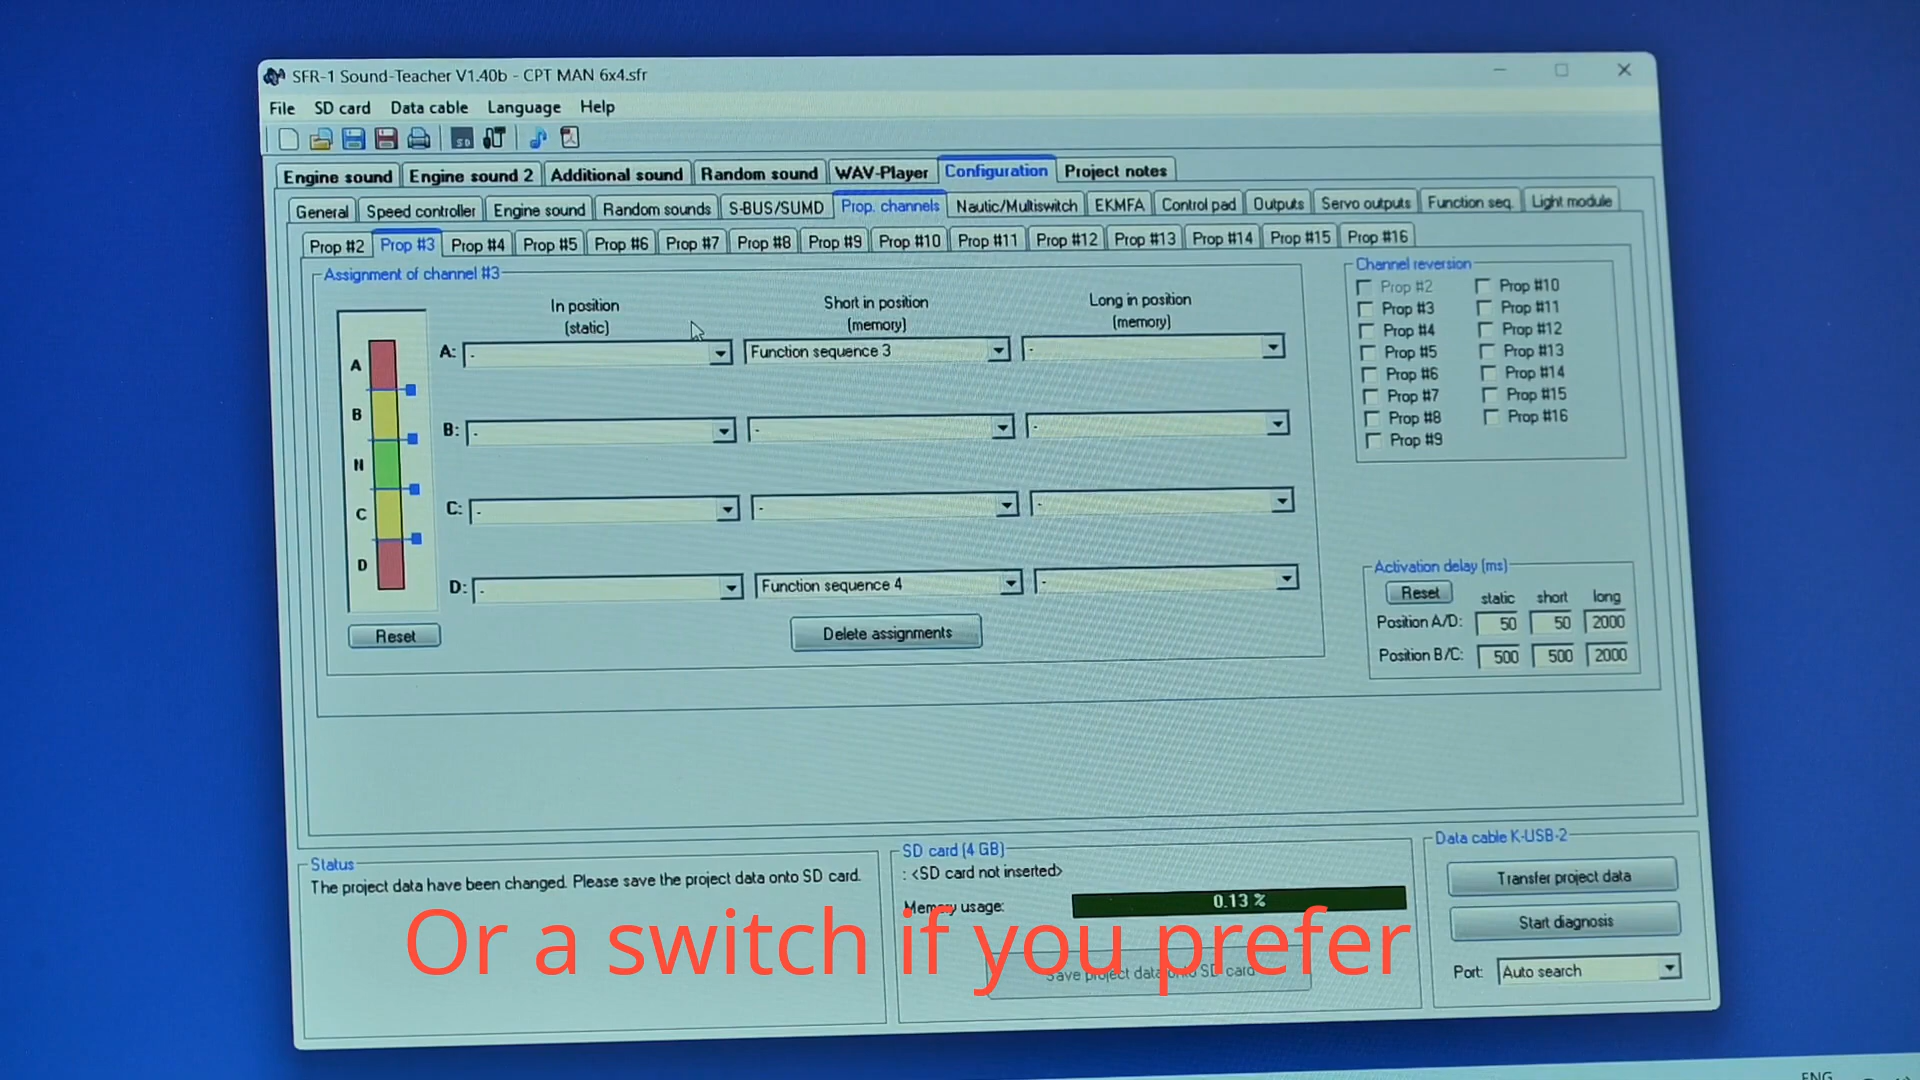 SFR-1 Sound-Teacher V1.40b - CPT MAN 6x4.sfr
File SD card Data cable Language Help
SD
Engine sound Engine sound 2 Additional sound Random sound WAV-Player Configuration Project notes
General Speed controller Engine sound Random sounds S-BUS/SUMD Prop. channels Nautic/Multiswitch EKMFA Control pad Outputs Servo outputs Function seq. Light module
Prop #2 Prop #3 Prop #4 Prop #5 Prop #6 Prop #7 Prop #8 Prop #9 Prop #10 Prop #11 Prop #12 Prop #13 Prop #14 Prop #15 Prop #16
Assignment of channel #3
In position
(static)
Short in position
(memory)
Long in position
(memory)
A
B
N
C
D
Reset
A: - Function sequence 3 -
B: - - -
C: - - -
D: - Function sequence 4 -
Delete assignments
Channel reversion
Prop #2 Prop #10
Prop #3 Prop #11
Prop #4 Prop #12
Prop #5 Prop #13
Prop #6 Prop #14
Prop #7 Prop #15
Prop #8 Prop #16
Prop #9
Activation delay (ms)
Reset static short long
Position A/D: 50 50 2000
Position B/C: 500 500 2000
Status
The project data have been changed. Please save the project data onto SD card.
SD card (4 GB)
: <SD card not inserted>
Memory usage: 0.13 %
Save project data onto SD card
Data cable K-USB-2
Transfer project data
Start diagnosis
Port: Auto search
Or a switch if you prefer
ENG